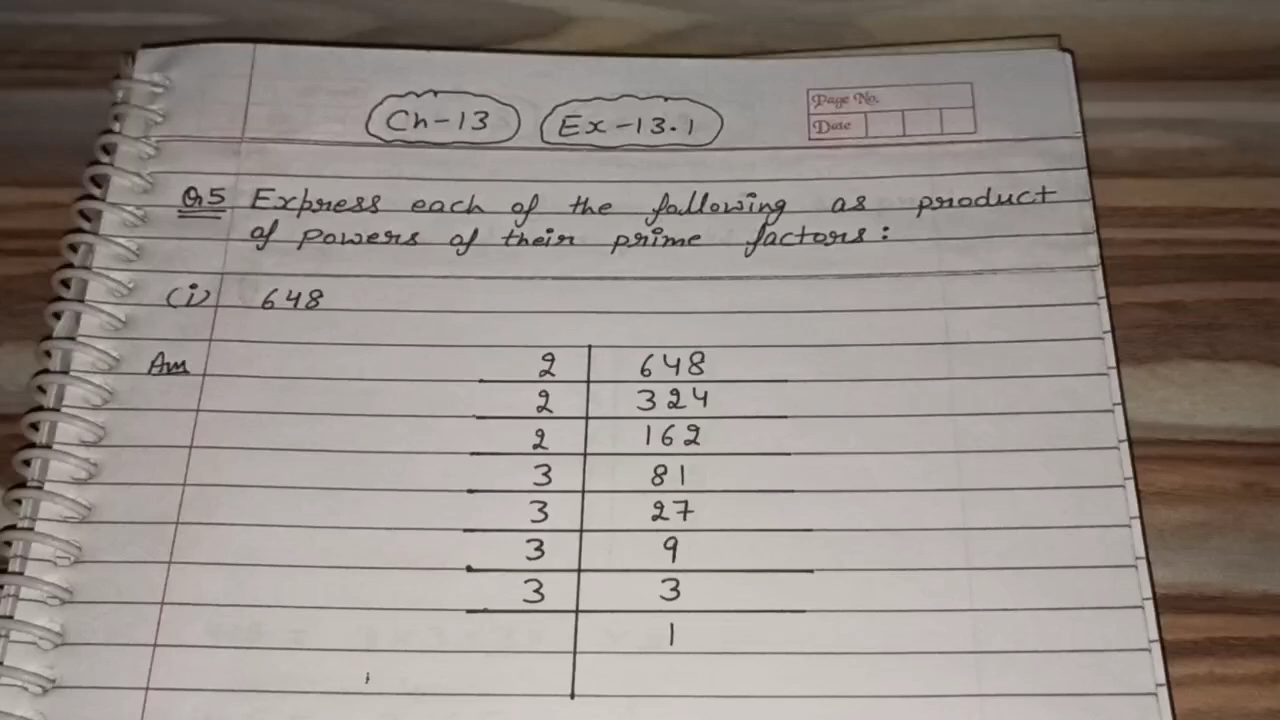 Ch-13 Ex-13.1
Page No.
Date
Q5 Express each of the following as product
of powers of their prime factors:
(i) 648
Ans
2 648
2 324
2 162
3 81
3 27
3 9
3 3
1